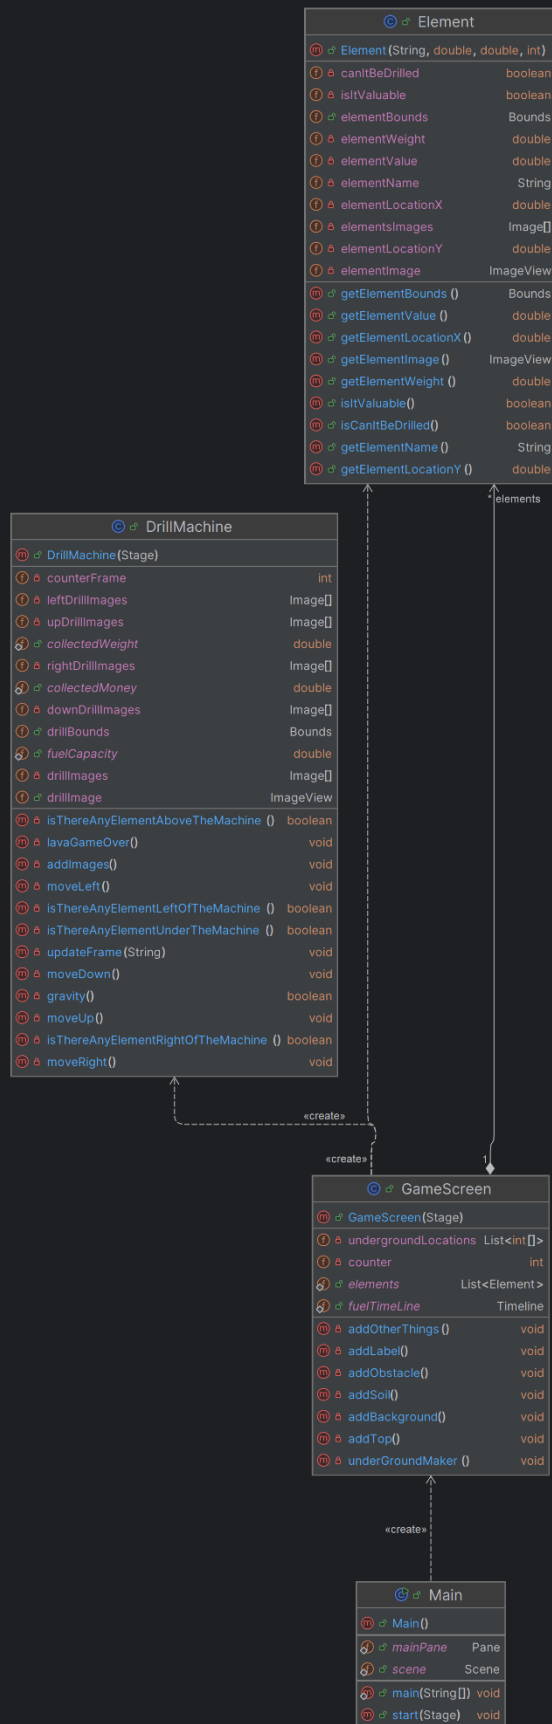 Element
Element(String, double, double, int)
canItBeDrilled boolean
isItValuable boolean
elementBounds Bounds
elementWeight double
elementValue double
elementName String
elementLocationX double
elementsImages Image[]
elementLocationY double
elementImage ImageView
getElementBounds () Bounds
getElementValue () double
getElementLocationX() double
getElementImage() ImageView
getElementWeight () double
isItValuable() boolean
isCanItBeDrilled() boolean
getElementName () String
getElementLocationY () double
* elements
DrillMachine
DrillMachine(Stage)
counterFrame int
leftDrillImages Image[]
upDrillImages Image[]
collectedWeight double
rightDrillImages Image[]
collectedMoney double
downDrillImages Image[]
drillBounds Bounds
fuelCapacity double
drillImages Image[]
drillImage ImageView
isThereAnyElementAboveTheMachine () boolean
lavaGameOver() void
addImages() void
moveLeft() void
isThereAnyElementLeftOfTheMachine () boolean
isThereAnyElementUnderTheMachine () boolean
updateFrame(String) void
moveDown() void
gravity() boolean
moveUp() void
isThereAnyElementRightOfTheMachine () boolean
moveRight() void
«create»
«create»
1
GameScreen
GameScreen(Stage)
undergroundLocations List<int[]>
counter int
elements List<Element>
fuelTimeLine Timeline
addOtherThings () void
addLabel() void
addObstacle() void
addSoil() void
addBackground() void
addTop() void
underGroundMaker () void
«create»
Main
Main()
mainPane Pane
scene Scene
main(String[]) void
start(Stage) void